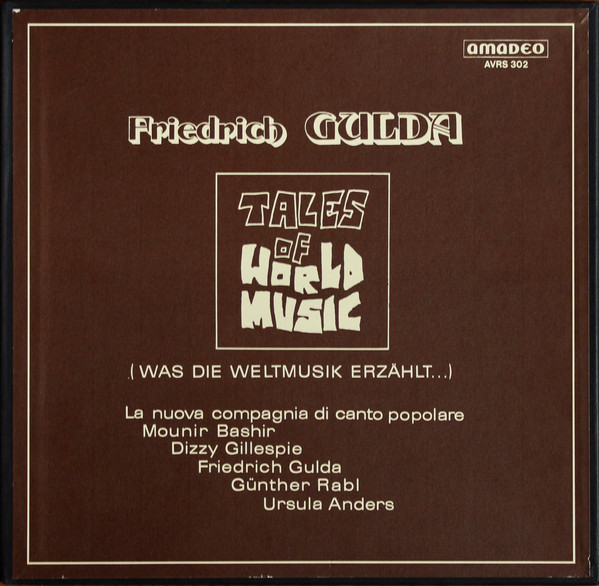 amadeo
AVRS 302
Friedrich GULDA
TALES
OF
WORLD
MUSIC
(WAS DIE WELTMUSIK ERZÄHLT...)
La nuova compagnia di canto popolare
Mounir Bashir
Dizzy Gillespie
Friedrich Gulda
Günther Rabl
Ursula Anders